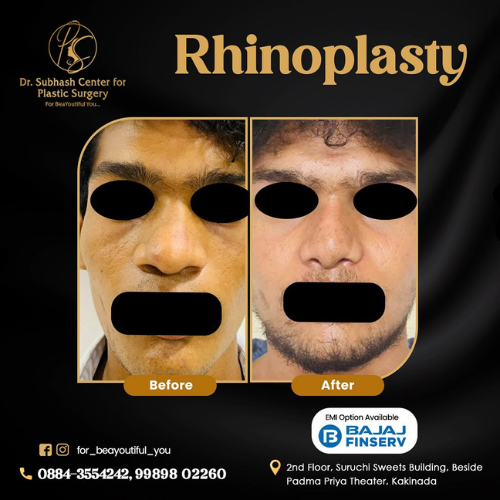 Dr. Subhash Center for
Plastic Surgery
For BeaYoutiful You...
Rhinoplasty
Before
After
EMI Option Available
BAJAJ
FINSERV
for_beayoutiful_you
0884-3554242, 99898 02260
2nd Floor, Suruchi Sweets Building, Beside
Padma Priya Theater, Kakinada